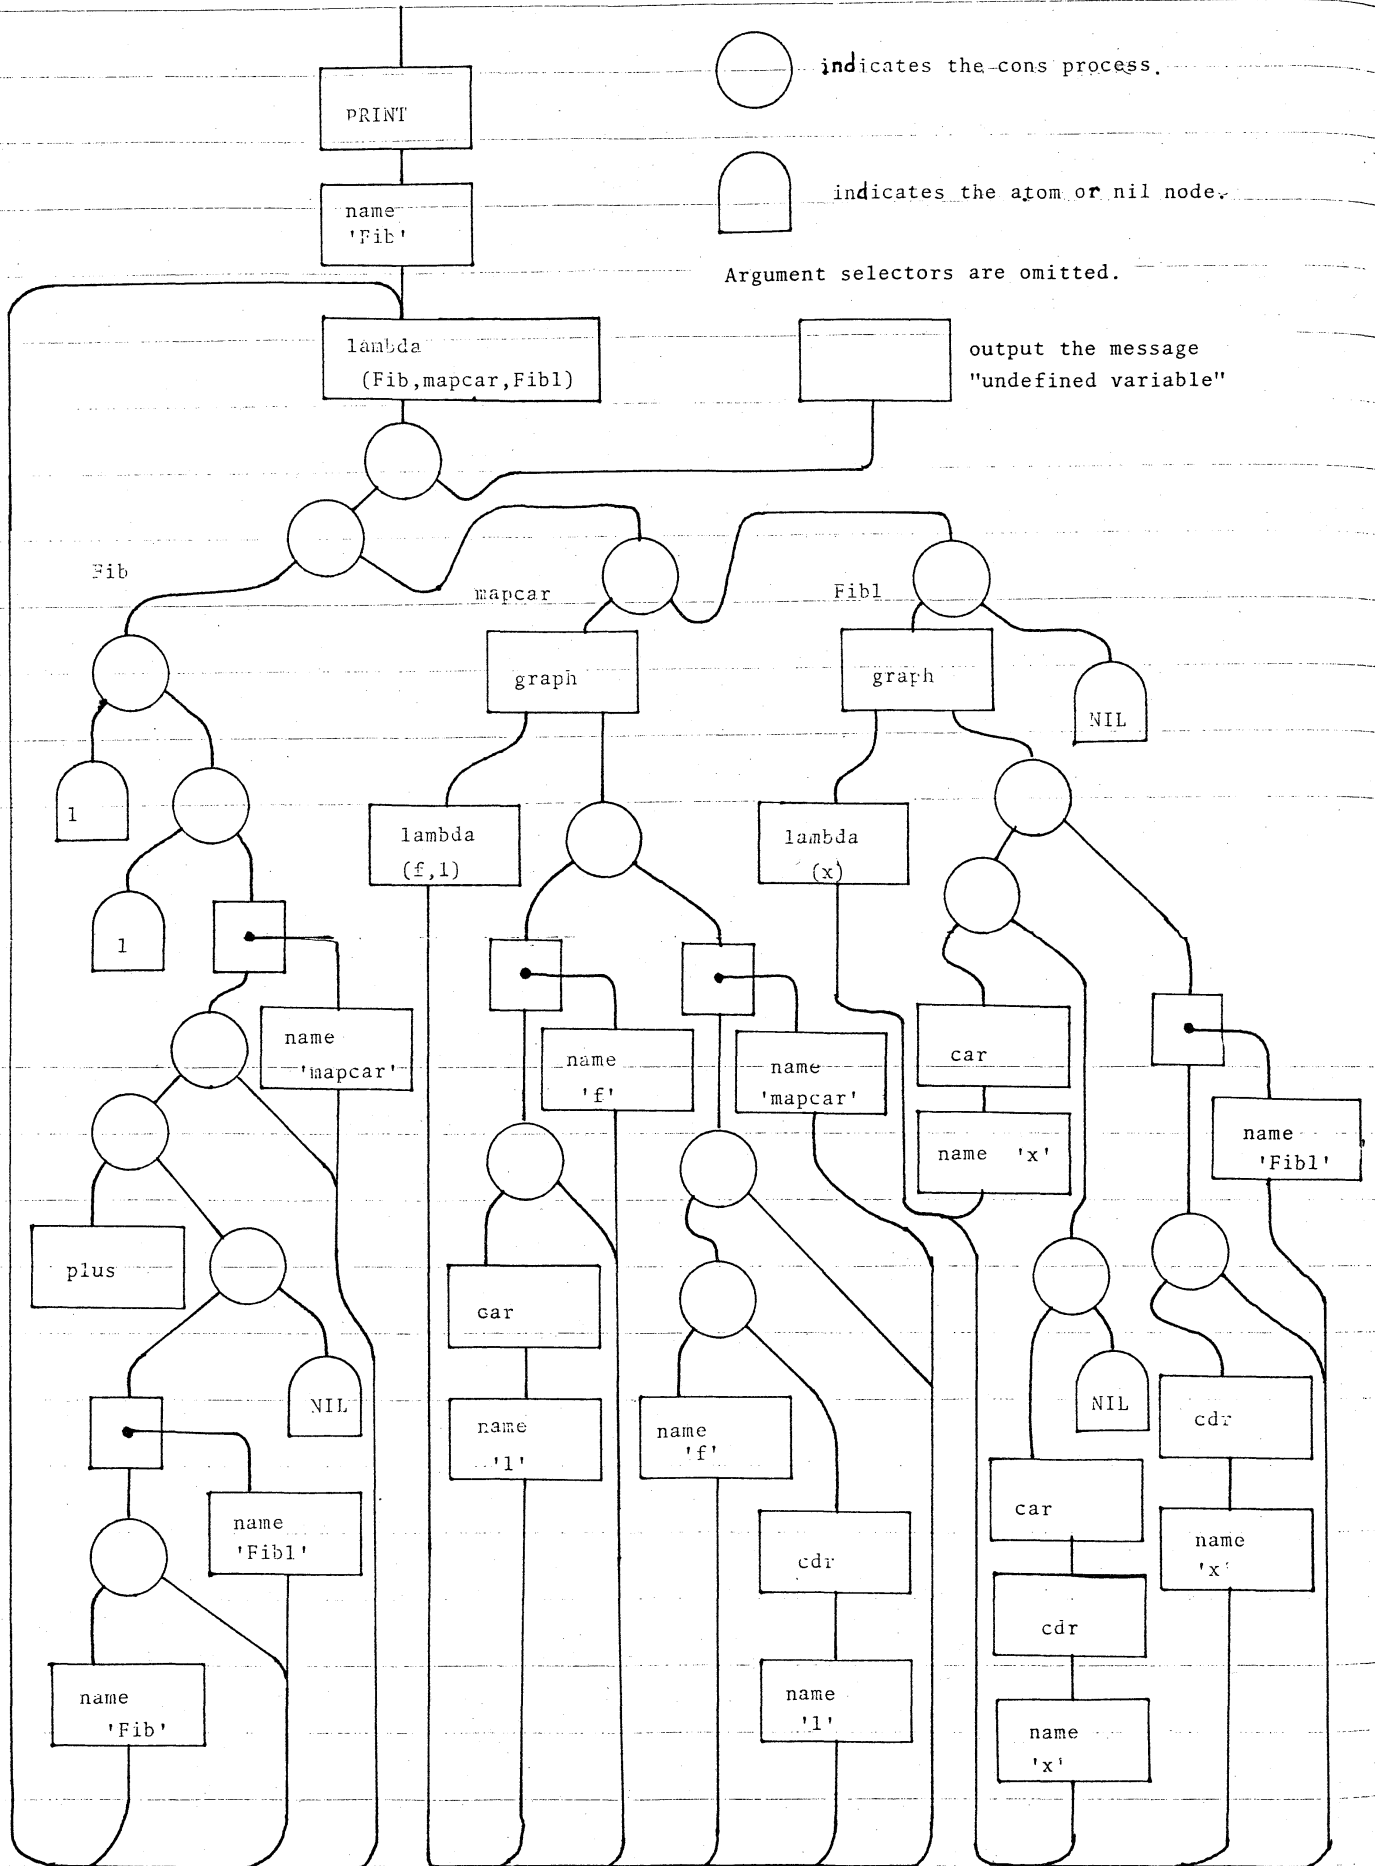 indicates the cons process.
PRINT
indicates the atom or nil node.
name
'Fib'
Argument selectors are omitted.
lambda
(Fib,mapcar,Fibl)
output the message
"undefined variable"
Fib
mapcar
Fibl
graph
graph
NIL
1
lambda
(f,l)
lambda
(x)
1
name
'mapcar'
name
'f'
name
'mapcar'
car
name 'x'
name
'Fibl'
plus
car
NIL
name
'l'
name
'f'
NIL
cdr
name
'Fibl'
cdr
car
name
'x'
cdr
name
'Fib'
name
'l'
name
'x'